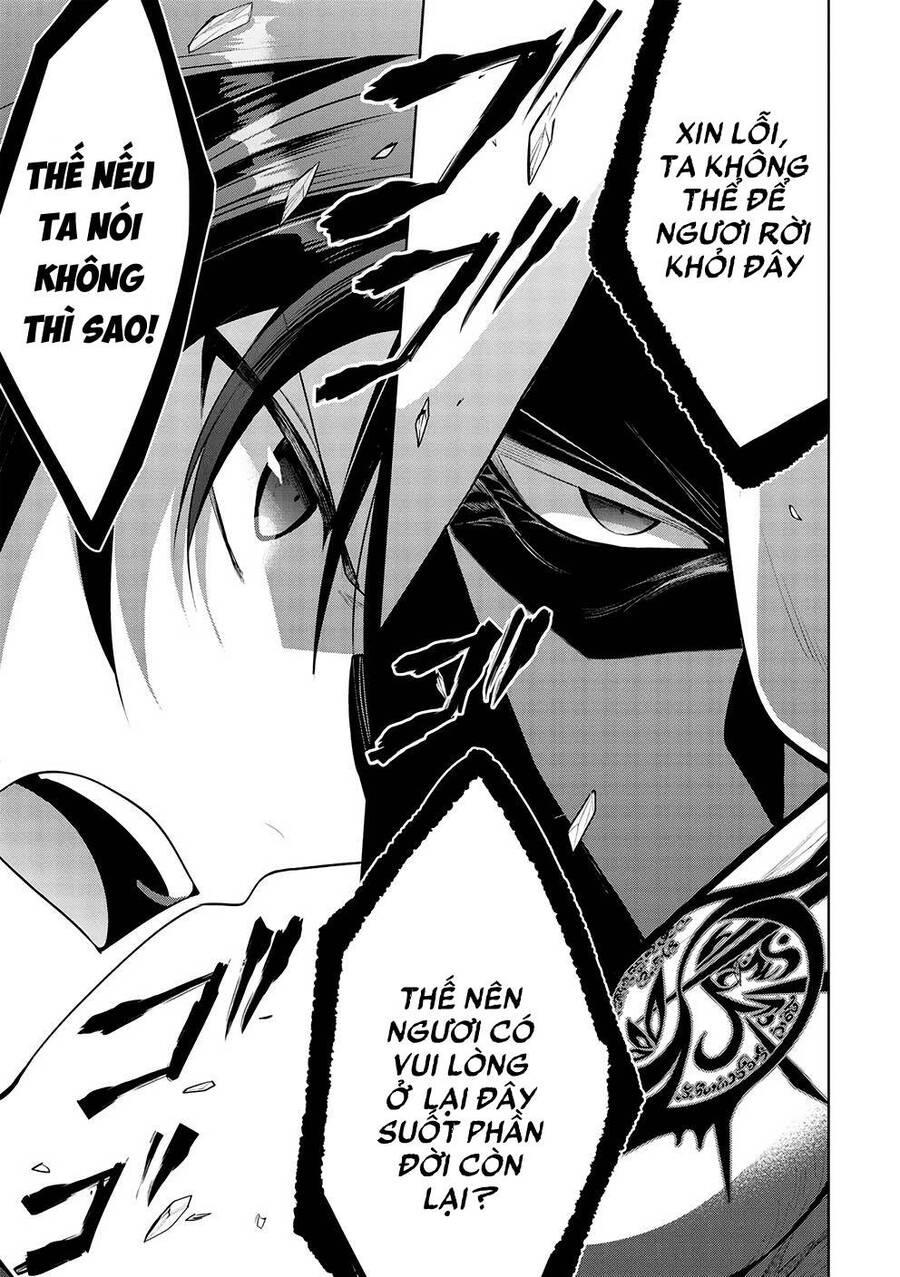 XIN LỖI,
TA KHÔNG
THỂ ĐỂ
NGƯƠI RỜI
KHỎI ĐÂY
THẾ NÊN
NGƯƠI CÓ
VUI LÒNG
Ở LẠI ĐÂY
SUỐT PHẦN
ĐỜI CÒN
LẠI?
THẾ NẾU
TA NÓI
KHÔNG
THÌ SAO!